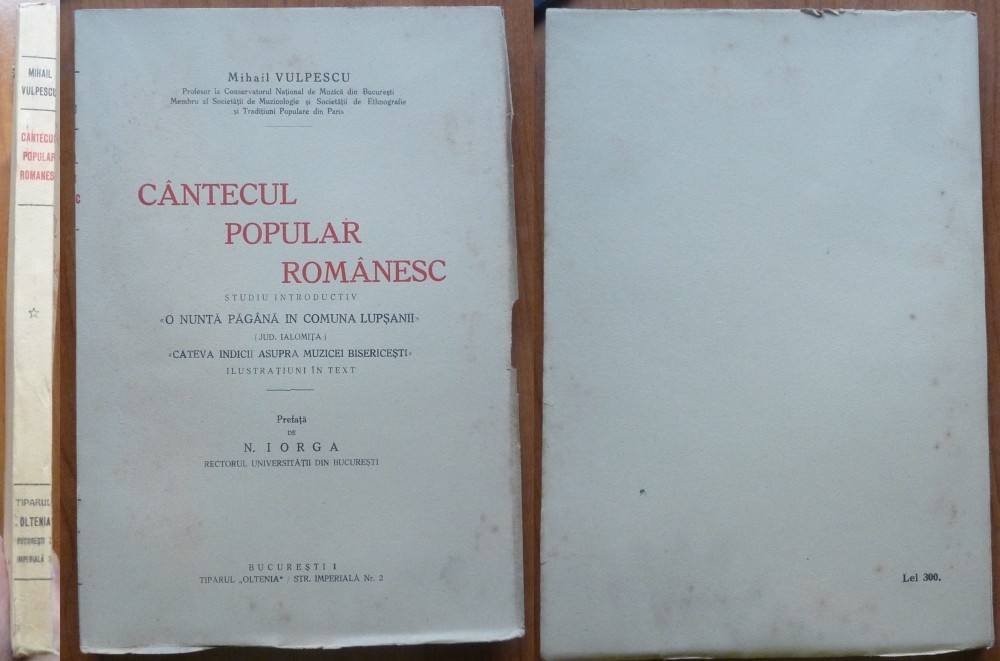 MIHAIL
VULPESCU
CÂNTECUL
POPULAR
ROMANESC
☆
TIPARUL
OLTENIA
BUCUREȘTI
IMPERIALĂ
Mihail VULPESCU
Profesor la Conservatorul Național de Muzică din București
Membru al Societății de Muzicologie și Societății de Ethnografie
și Tradițiuni Populare din Paris
CÂNTECUL
POPULAR
ROMÂNESC
STUDIU INTRODUCTIV
«O NUNTĂ PĂGÂNĂ IN COMUNA LUPȘANII»
(JUD. IALOMIȚA)
«CATEVA INDICII ASUPRA MUZICEI BISERICEȘTI»
ILUSTRAȚIUNI ÎN TEXT
Prefață
DE
N. IORGA
RECTORUL UNIVERSITĂȚII DIN BUCUREȘTI
BUCUREȘTI I
TIPARUL „OLTENIA" / STR. IMPERIALĂ Nr. 2
Lei 300.